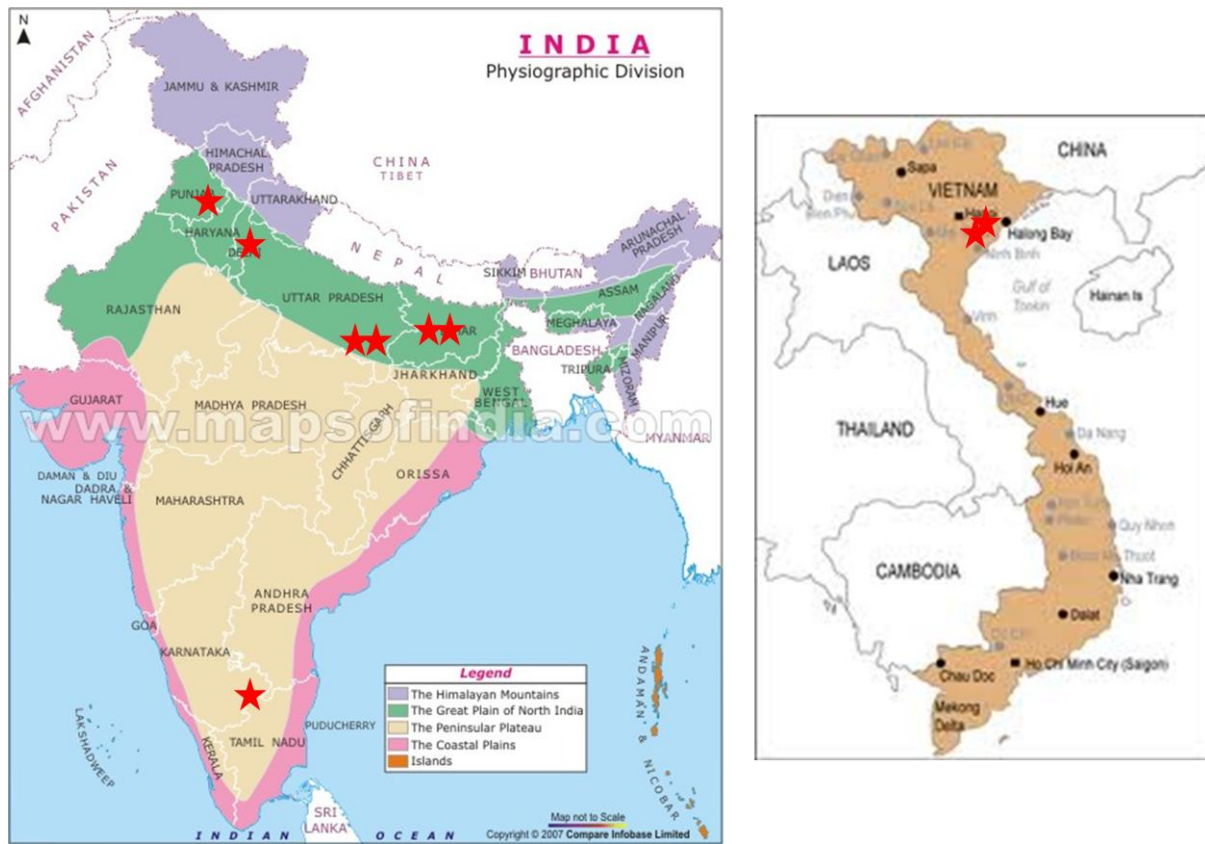 N
INDIA
Physiographic Division
AFGHANISTAN
JAMMU & KASHMIR
HIMACHAL
PRADESH
CHINA
TIBET
PAKISTAN
PUNJAB
UTTARAKHAND
HARYANA
DELHI
NEPAL
ARUNACHAL
PRADESH
SIKKIM
BHUTAN
RAJASTHAN
UTTAR PRADESH
ASSAM
NAGALAND
MEGHALAYA
MANIPUR
BANGLADESH
JHARKHAND
TRIPURA
MIZORAM
WEST
BENGAL
GUJARAT
MADHYA PRADESH
CHHATTISGARH
www.mapsofindia.com
MYANMAR
ORISSA
DAMAN & DIU
DADRA &
NAGAR HAVELI
MAHARASHTRA
ANDHRA
PRADESH
GOA
KARNATAKA
Legend
The Himalayan Mountains
The Great Plain of North India
The Peninsular Plateau
The Coastal Plains
Islands
PUDUCHERRY
TAMIL NADU
KERALA
LAKSHADWEEP
ANDAMAN &
NICOBAR
SRI
LANKA
INDIAN OCEAN
Map not to Scale
Copyright © 2007 Compare Infobase Limited
CHINA
Sapa
VIETNAM
Halong Bay
Ninh Binh
LAOS
Gulf of
Tonkin
Hainan Is
Vinh
Hue
THAILAND
Da Nang
Hoi An
Quy Nhon
CAMBODIA
Nha Trang
Dalat
Ho Chi Minh City (Saigon)
Chau Doc
Mekong
Delta